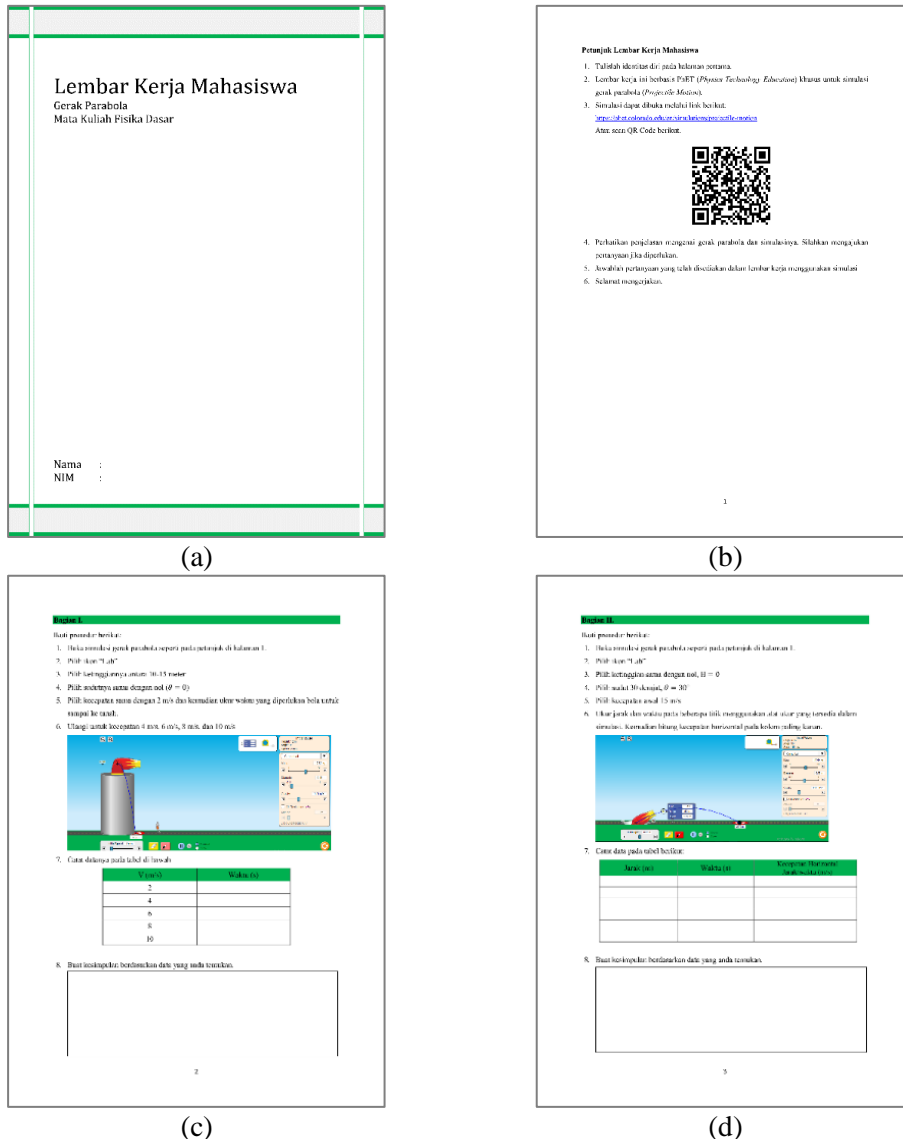 Lembar Kerja Mahasiswa
Gerak Parabola
Mata Kuliah Fisika Dasar
Nama :
NIM :
(a)
Petunjuk Lembar Kerja Mahasiswa
1. Tulislah identitas diri pada halaman pertama.
2. Lembar kerja ini berbasis PhET (Physics Technology Education) khusus untuk simulasi
gerak parabola (Projectile Motion).
3. Simulasi dapat dibuka melalui link berikut.
https://phet.colorado.edu/en/simulations/projectile-motion
Atau scan QR Code berikut.
4. Perhatikan penjelasan mengenai gerak parabola dan simulasinya. Silahkan mengajukan
pertanyaan jika diperlukan.
5. Jawablah pertanyaan yang telah disediakan dalam lembar kerja menggunakan simulasi
6. Selamat mengerjakan.
1
(b)
Bagian I.
Ikuti prosedur berikut:
1. Buka simulasi gerak parabola seperti pada petunjuk di halaman 1.
2. Pilih ikon "Lab"
3. Pilih ketinggiannya antara 10-15 meter
4. Pilih sudutnya sama dengan nol (θ = 0)
5. Pilih kecepatan sama dengan 2 m/s dan kemudian ukur waktu yang diperlukan bola untuk
sampai ke tanah.
6. Ulangi untuk kecepatan 4 m/s, 6 m/s, 8 m/s, dan 10 m/s
7. Catat datanya pada tabel di bawah
V (m/s) Waktu (s)
2
4
6
8
10
8. Buat kesimpulan berdasarkan data yang anda temukan.
2
(c)
Bagian II.
Ikuti prosedur berikut:
1. Buka simulasi gerak parabola seperti pada petunjuk di halaman 1.
2. Pilih ikon "Lab"
3. Pilih ketinggian sama dengan nol, H = 0
4. Pilih sudut 30 derajat, θ = 30°
5. Pilih kecepatan awal 15 m/s
6. Ukur jarak dan waktu pada beberapa titik menggunakan alat ukur yang tersedia dalam
simulasi. Kemudian hitung kecepatan horizontal pada kolom paling kanan.
7. Catat data pada tabel berikut:
Jarak (m) Waktu (s) Kecepatan Horizontal
Jarak/waktu (m/s)
8. Buat kesimpulan berdasarkan data yang anda temukan.
3
(d)